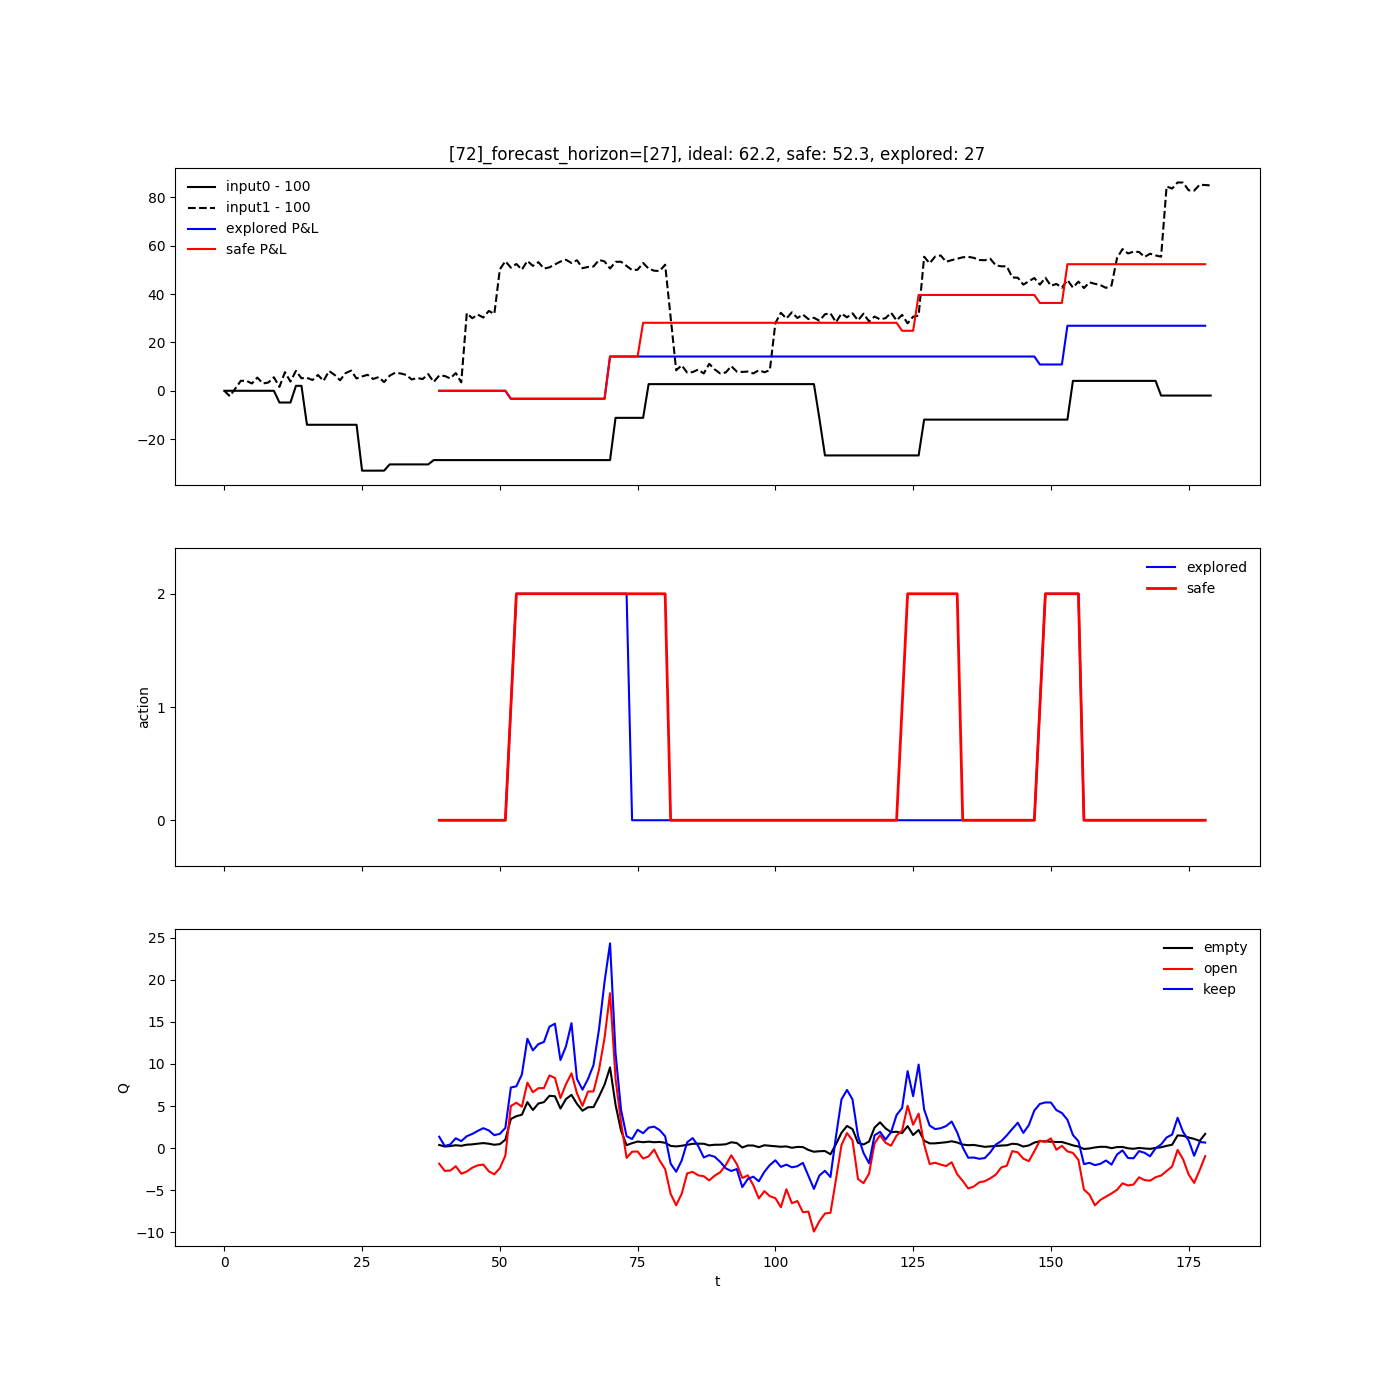 [72]_forecast_horizon=[27], ideal: 62.2, safe: 52.3, explored: 27
input0 - 100
input1 - 100
explored P&L
safe P&L
80
60
40
20
0
−20
explored
safe
2
1
0
action
empty
open
keep
25
20
15
10
5
0
−5
−10
Q
0 25 50 75 100 125 150 175
t